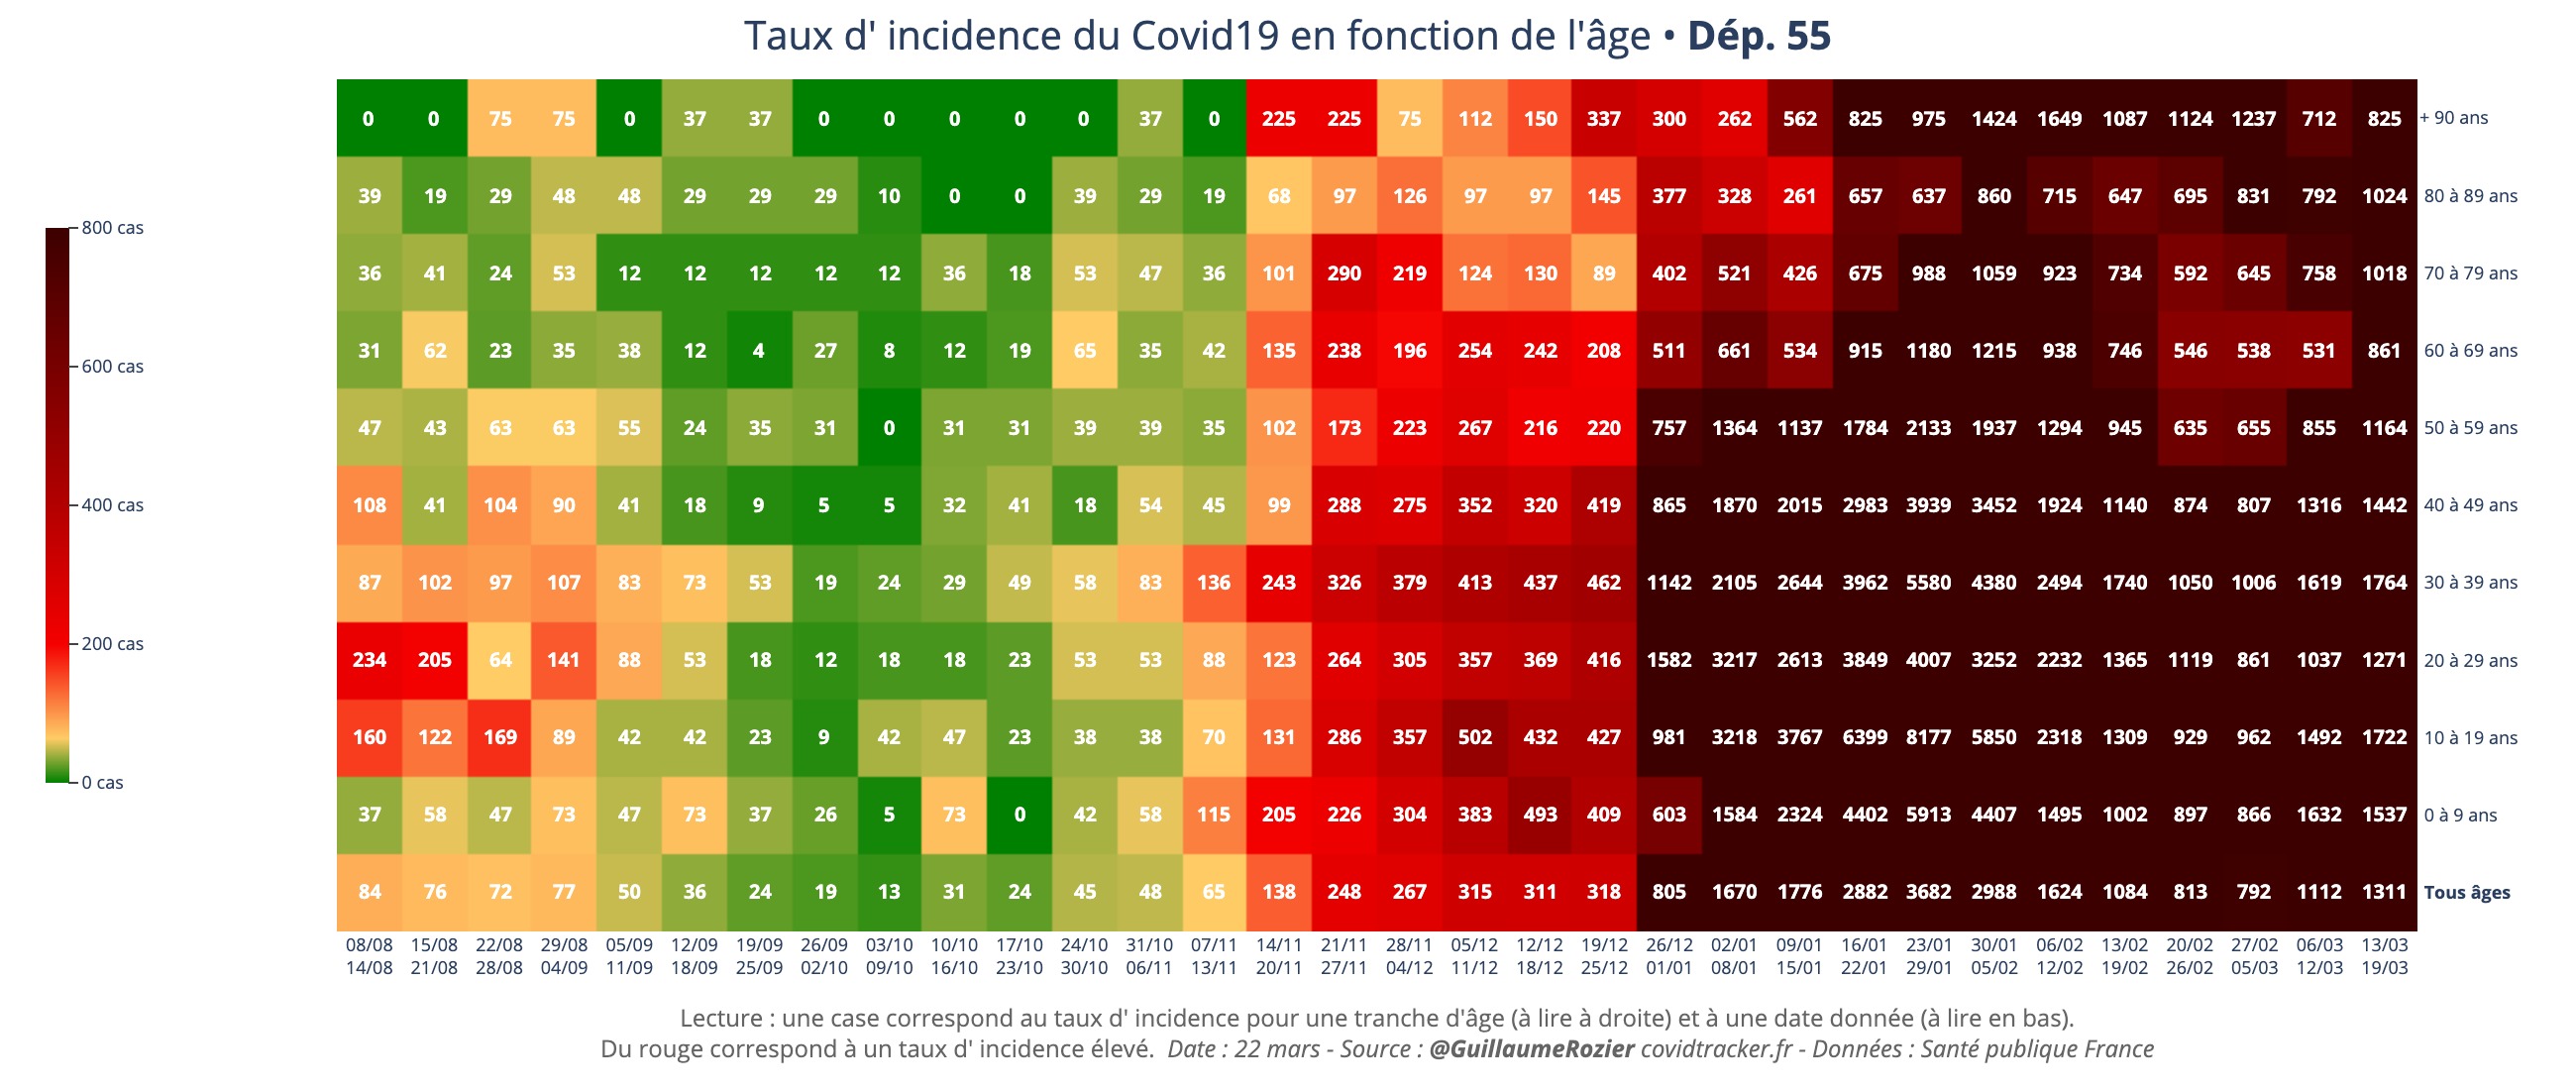 Taux d' incidence du Covid19 en fonction de l'âge • Dép. 55
800 cas
600 cas
400 cas
200 cas
0 cas
0 0 75 75 0 37 37 0 0 0 0 0 37 0 225 225 75 112 150 337 300 262 562 825 975 1424 1649 1087 1124 1237 712 825 + 90 ans
39 19 29 48 48 29 29 29 10 0 0 39 29 19 68 97 126 97 97 145 377 328 261 657 637 860 715 647 695 831 792 1024 80 à 89 ans
36 41 24 53 12 12 12 12 12 36 18 53 47 36 101 290 219 124 130 89 402 521 426 675 988 1059 923 734 592 645 758 1018 70 à 79 ans
31 62 23 35 38 12 4 27 8 12 19 65 35 42 135 238 196 254 242 208 511 661 534 915 1180 1215 938 746 546 538 531 861 60 à 69 ans
47 43 63 63 55 24 35 31 0 31 31 39 39 35 102 173 223 267 216 220 757 1364 1137 1784 2133 1937 1294 945 635 655 855 1164 50 à 59 ans
108 41 104 90 41 18 9 5 5 32 41 18 54 45 99 288 275 352 320 419 865 1870 2015 2983 3939 3452 1924 1140 874 807 1316 1442 40 à 49 ans
87 102 97 107 83 73 53 19 24 29 49 58 83 136 243 326 379 413 437 462 1142 2105 2644 3962 5580 4380 2494 1740 1050 1006 1619 1764 30 à 39 ans
234 205 64 141 88 53 18 12 18 18 23 53 53 88 123 264 305 357 369 416 1582 3217 2613 3849 4007 3252 2232 1365 1119 861 1037 1271 20 à 29 ans
160 122 169 89 42 42 23 9 42 47 23 38 38 70 131 286 357 502 432 427 981 3218 3767 6399 8177 5850 2318 1309 929 962 1492 1722 10 à 19 ans
37 58 47 73 47 73 37 26 5 73 0 42 58 115 205 226 304 383 493 409 603 1584 2324 4402 5913 4407 1495 1002 897 866 1632 1537 0 à 9 ans
84 76 72 77 50 36 24 19 13 31 24 45 48 65 138 248 267 315 311 318 805 1670 1776 2882 3682 2988 1624 1084 813 792 1112 1311 Tous âges
08/08 15/08 22/08 29/08 05/09 12/09 19/09 26/09 03/10 10/10 17/10 24/10 31/10 07/11 14/11 21/11 28/11 05/12 12/12 19/12 26/12 02/01 09/01 16/01 23/01 30/01 06/02 13/02 20/02 27/02 06/03 13/03
14/08 21/08 28/08 04/09 11/09 18/09 25/09 02/10 09/10 16/10 23/10 30/10 06/11 13/11 20/11 27/11 04/12 11/12 18/12 25/12 01/01 08/01 15/01 22/01 29/01 05/02 12/02 19/02 26/02 05/03 12/03 19/03
Lecture : une case correspond au taux d' incidence pour une tranche d'âge (à lire à droite) et à une date donnée (à lire en bas).
Du rouge correspond à un taux d' incidence élevé. Date : 22 mars - Source : @GuillaumeRozier covidtracker.fr - Données : Santé publique France